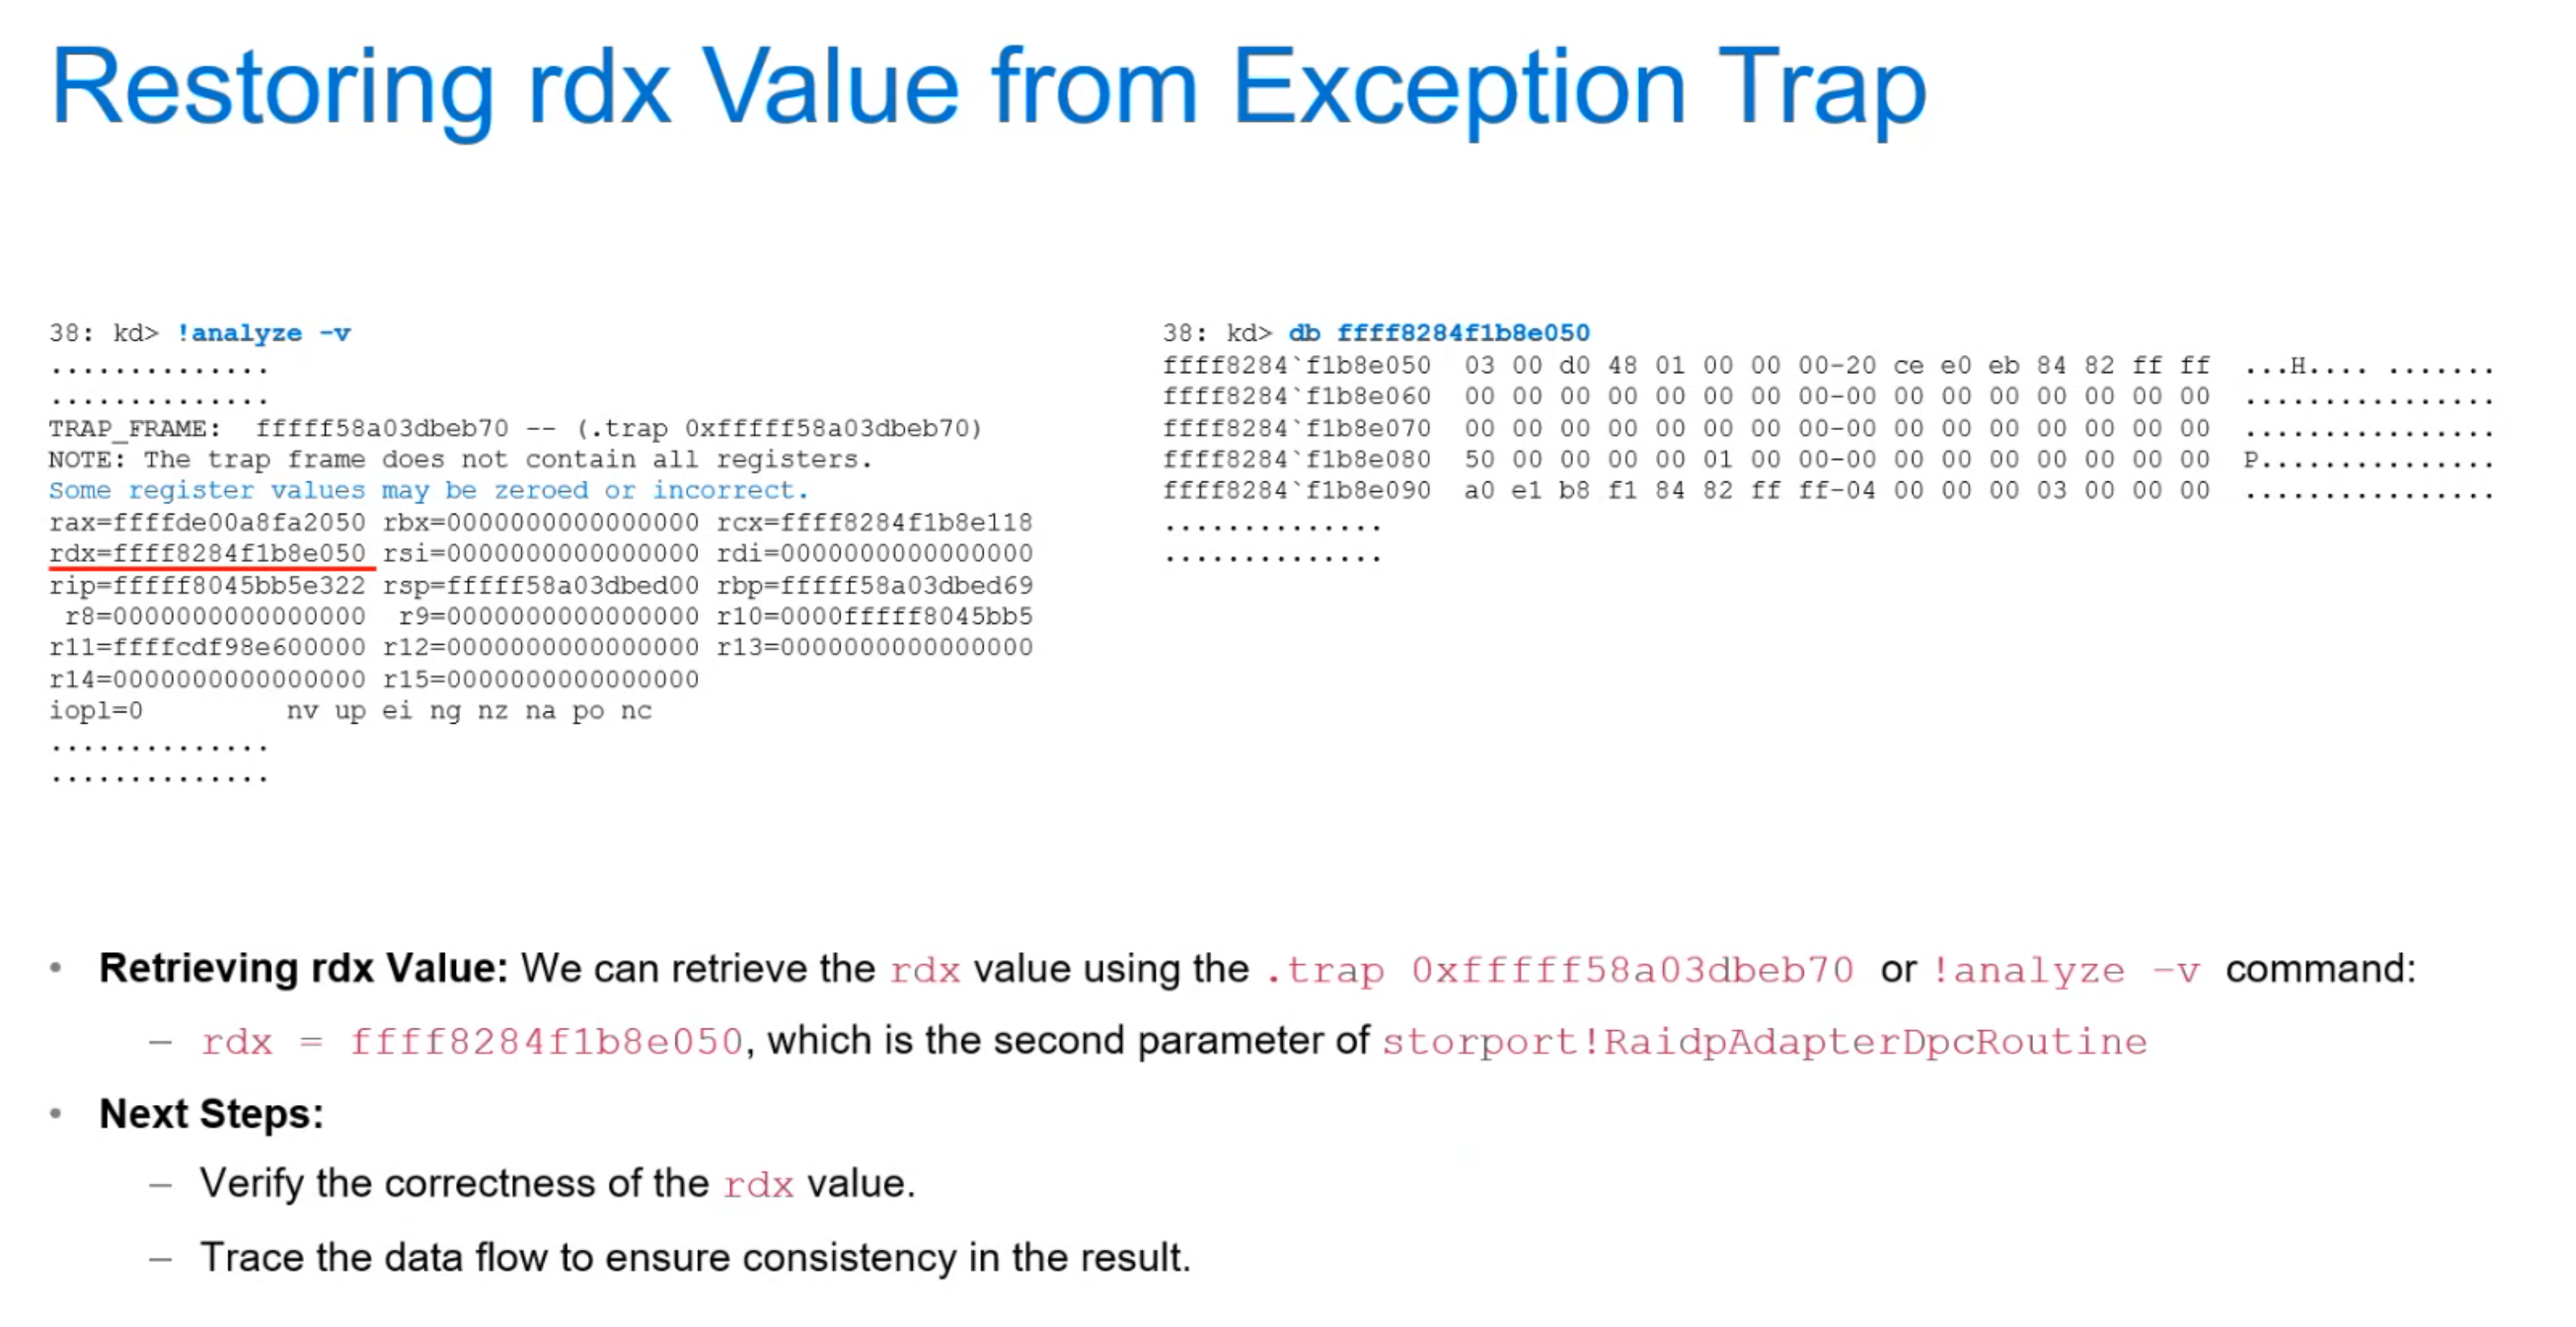 Restoring rdx Value from Exception Trap
38: kd> !analyze -v
..............
..............
TRAP_FRAME:  fffff58a03dbeb70 -- (.trap 0xfffff58a03dbeb70)
NOTE: The trap frame does not contain all registers.
Some register values may be zeroed or incorrect.
rax=ffffde00a8fa2050 rbx=0000000000000000 rcx=ffff8284f1b8e118
rdx=ffff8284f1b8e050 rsi=0000000000000000 rdi=0000000000000000
rip=fffff8045bb5e322 rsp=fffff58a03dbed00 rbp=fffff58a03dbed69
 r8=0000000000000000  r9=0000000000000000 r10=0000fffff8045bb5
r11=ffffcdf98e600000 r12=0000000000000000 r13=0000000000000000
r14=0000000000000000 r15=0000000000000000
iopl=0         nv up ei ng nz na po nc
..............
..............
38: kd> db ffff8284f1b8e050
ffff8284`f1b8e050  03 00 d0 48 01 00 00 00-20 ce e0 eb 84 82 ff ff  ...H.... .......
ffff8284`f1b8e060  00 00 00 00 00 00 00 00-00 00 00 00 00 00 00 00  ................
ffff8284`f1b8e070  00 00 00 00 00 00 00 00-00 00 00 00 00 00 00 00  ................
ffff8284`f1b8e080  50 00 00 00 00 01 00 00-00 00 00 00 00 00 00 00  P...............
ffff8284`f1b8e090  a0 e1 b8 f1 84 82 ff ff-04 00 00 00 03 00 00 00  ................
..............
..............
• Retrieving rdx Value: We can retrieve the rdx value using the .trap 0xfffff58a03dbeb70 or !analyze -v command:
– rdx = ffff8284f1b8e050, which is the second parameter of storport!RaidpAdapterDpcRoutine
• Next Steps:
– Verify the correctness of the rdx value.
– Trace the data flow to ensure consistency in the result.